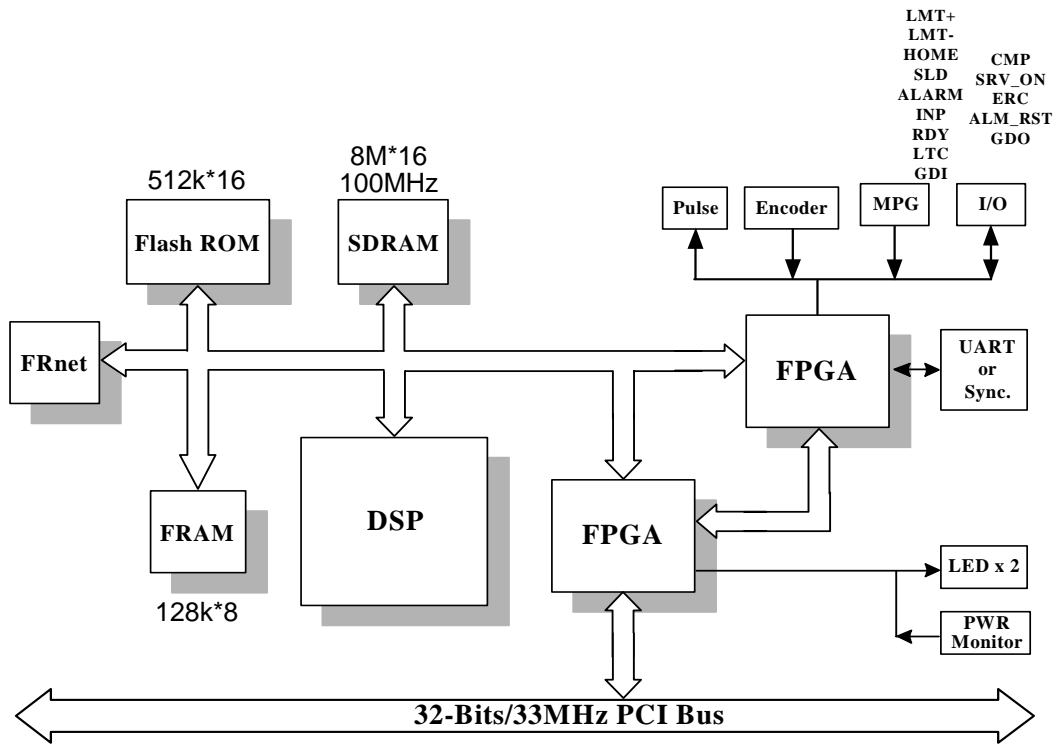 LMT+
LMT-
HOME
SLD
ALARM
INP
RDY
LTC
GDI
CMP
SRV_ON
ERC
ALM_RST
GDO
8M*16
100MHz
512k*16
Pulse
Encoder
MPG
I/O
Flash ROM
SDRAM
FRnet
FPGA
UART
or
Sync.
FRAM
DSP
FPGA
128k*8
LED x 2
PWR
Monitor
32-Bits/33MHz PCI Bus